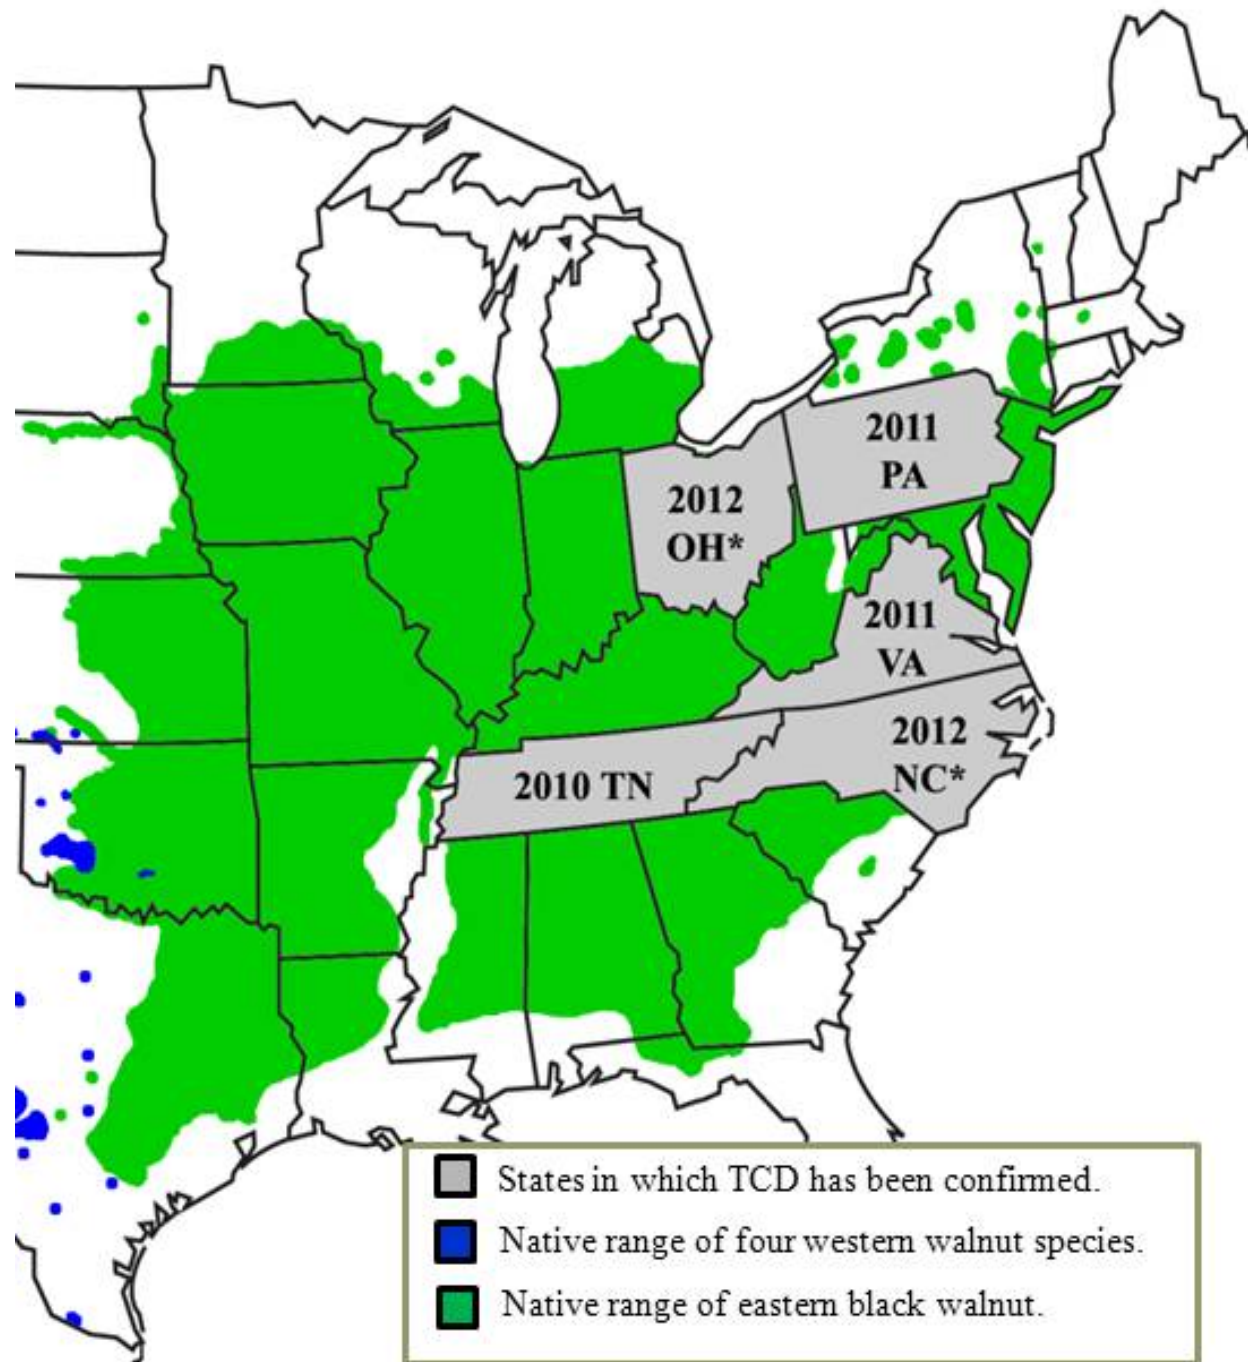 2011
PA
2012
OH*
2011
VA
2012
NC*
2010 TN
States in which TCD has been confirmed.
Native range of four western walnut species.
Native range of eastern black walnut.